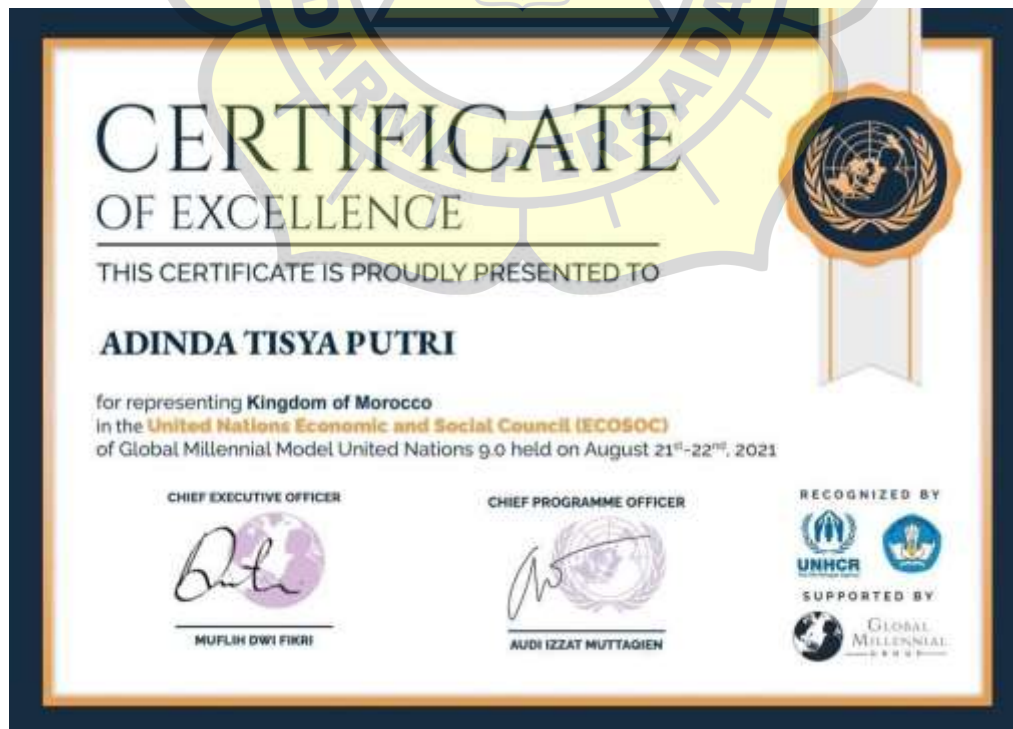 DARMA PERSADA
CERTIFICATE
OF EXCELLENCE
THIS CERTIFICATE IS PROUDLY PRESENTED TO
ADINDA TISYA PUTRI
for representing Kingdom of Morocco
in the United Nations Economic and Social Council (ECOSOC)
of Global Millennial Model United Nations 9.0 held on August 21st-22nd, 2021
CHIEF EXECUTIVE OFFICER
CHIEF PROGRAMME OFFICER
MUFLIH DWI FIKRI
AUDI IZZAT MUTTAQIEN
RECOGNIZED BY
UNHCR
SUPPORTED BY
GLOBAL
MILLENNIAL
GROUP